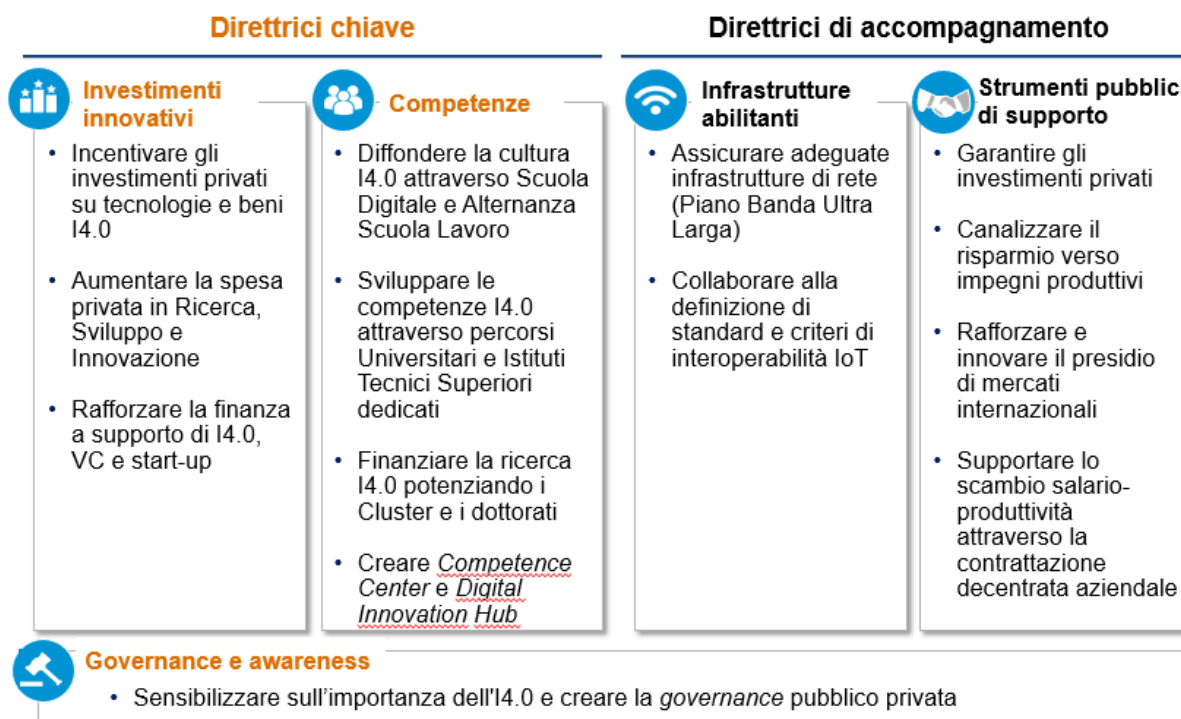 Direttrici chiave
Direttrici di accompagnamento
Investimenti
innovativi
• Incentivare gli
investimenti privati
su tecnologie e beni
I4.0
• Aumentare la spesa
privata in Ricerca,
Sviluppo e
Innovazione
• Rafforzare la finanza
a supporto di I4.0,
VC e start-up
Competenze
• Diffondere la cultura
I4.0 attraverso Scuola
Digitale e Alternanza
Scuola Lavoro
• Sviluppare le
competenze I4.0
attraverso percorsi
Universitari e Istituti
Tecnici Superiori
dedicati
• Finanziare la ricerca
I4.0 potenziando i
Cluster e i dottorati
• Creare Competence
Center e Digital
Innovation Hub
Infrastrutture
abilitanti
• Assicurare adeguate
infrastrutture di rete
(Piano Banda Ultra
Larga)
• Collaborare alla
definizione di
standard e criteri di
interoperabilità IoT
Strumenti pubblici
di supporto
• Garantire gli
investimenti privati
• Canalizzare il
risparmio verso
impegni produttivi
• Rafforzare e
innovare il presidio
di mercati
internazionali
• Supportare lo
scambio salario-
produttività
attraverso la
contrattazione
decentrata aziendale
Governance e awareness
• Sensibilizzare sull’importanza dell'I4.0 e creare la governance pubblico privata